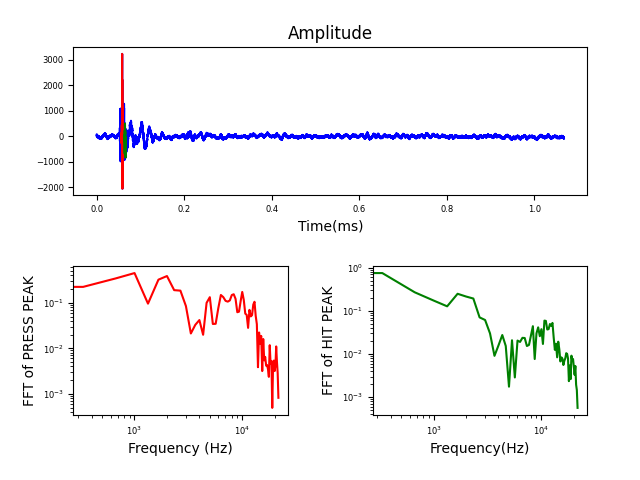 Amplitude
3000
2000
1000
0
−1000
−2000
0.0 0.2 0.4 0.6 0.8 1.0
Time(ms)
FFT of PRESS PEAK
10⁻¹
10⁻²
10⁻³
10³ 10⁴
Frequency (Hz)
FFT of HIT PEAK
10⁰
10⁻¹
10⁻²
10⁻³
10³ 10⁴
Frequency(Hz)